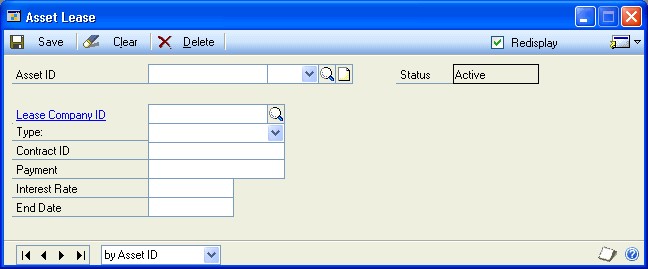 Asset Lease
Save Clear Delete Redisplay
Asset ID Status Active
Lease Company ID
Type:
Contract ID
Payment
Interest Rate
End Date
by Asset ID